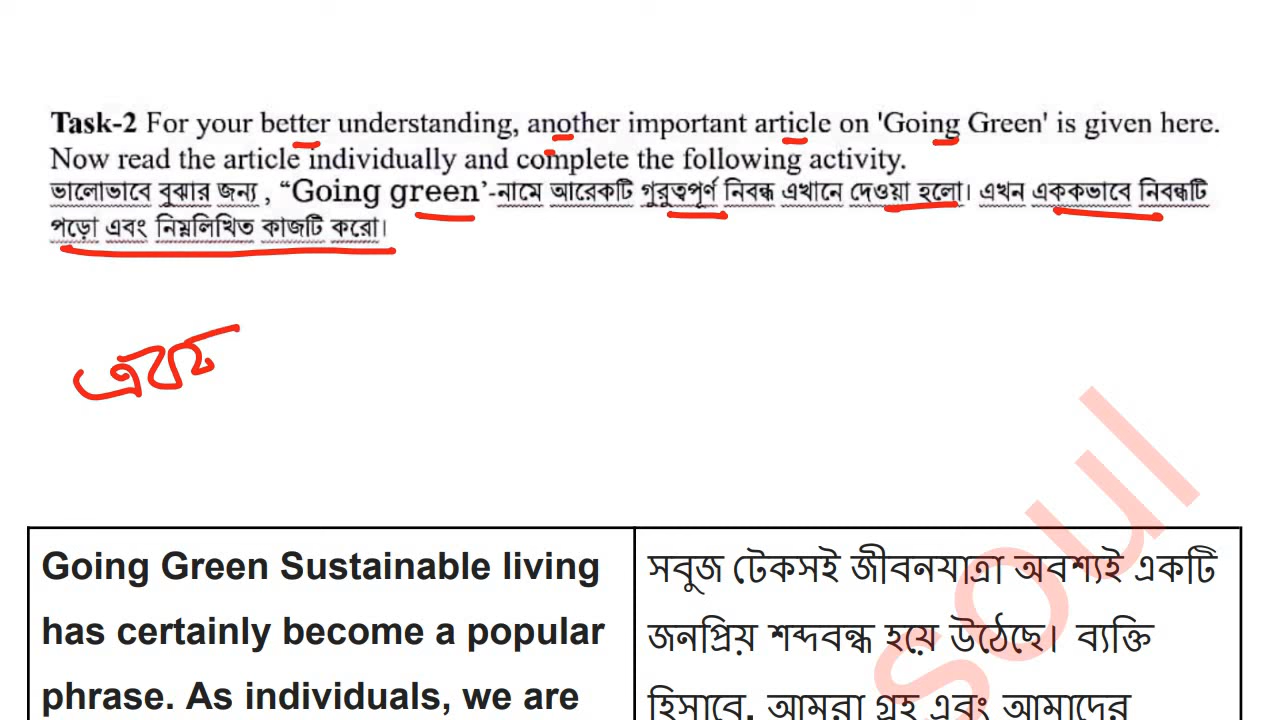 Task-2 For your better understanding, another important article on 'Going Green' is given here.
Now read the article individually and complete the following activity.
ভালোভাবে বুঝার জন্য , “Going green’-নামে আরেকটি গুরুত্বপূর্ণ নিবন্ধ এখানে দেওয়া হলো। এখন এককভাবে নিবন্ধটি
পড়ো এবং নিম্নলিখিত কাজটি করো।
Going Green Sustainable living
has certainly become a popular
phrase. As individuals, we are
সবুজ টেকসই জীবনযাত্রা অবশ্যই একটি
জনপ্রিয় শব্দবন্ধ হয়ে উঠেছে। ব্যক্তি
হিসাবে, আমরা গ্রহ এবং আমাদের
soul